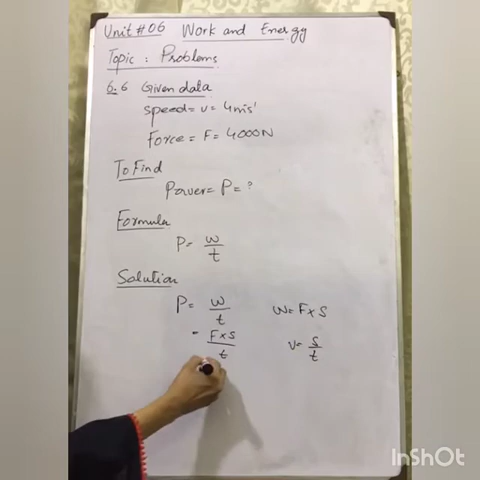 Unit #06 Work and Energy
Topic : Problems
6.6 Given data
Speed = v = 4ms⁻¹
Force = F = 4000N
To Find
Power = P = ?
Formula
P = W/t
Solution
P = W/t W = F x S
= F x S/t v = S/t
InShOt